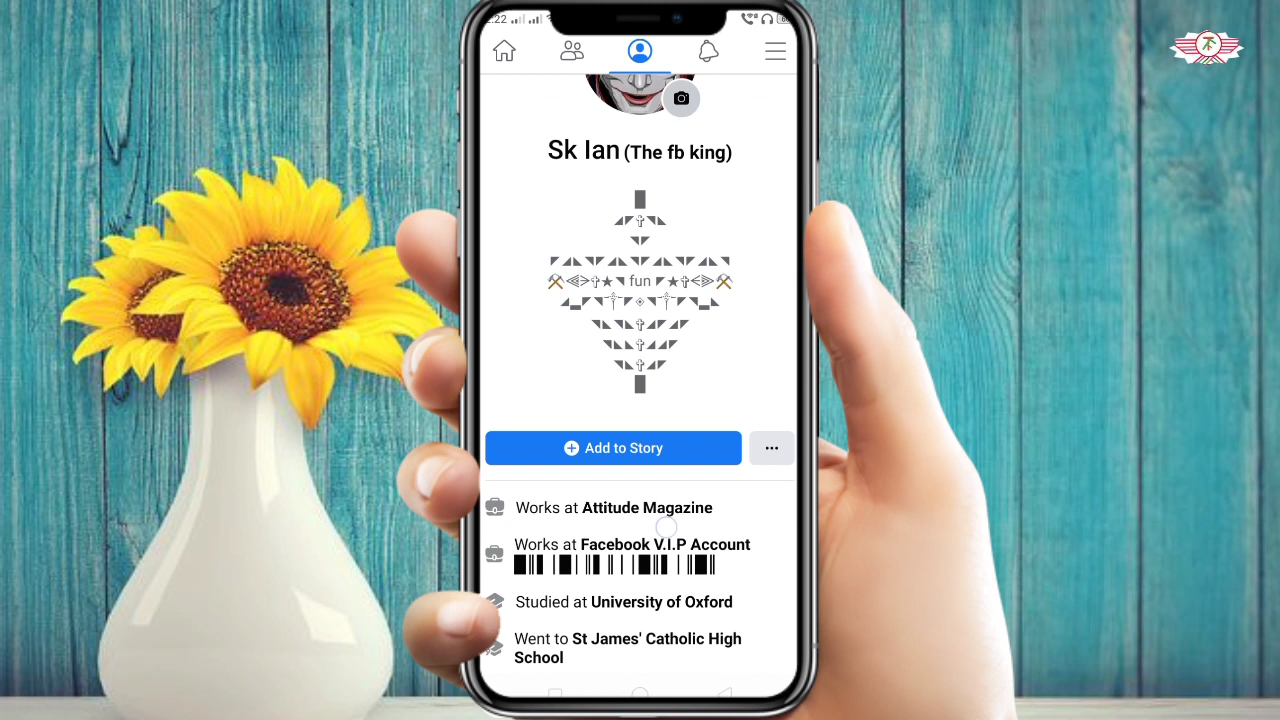 :22
Sk Ian (The fb king)
fun
Add to Story
Works at Attitude Magazine
Works at Facebook V.I.P Account
Studied at University of Oxford
Went to St James' Catholic High
School